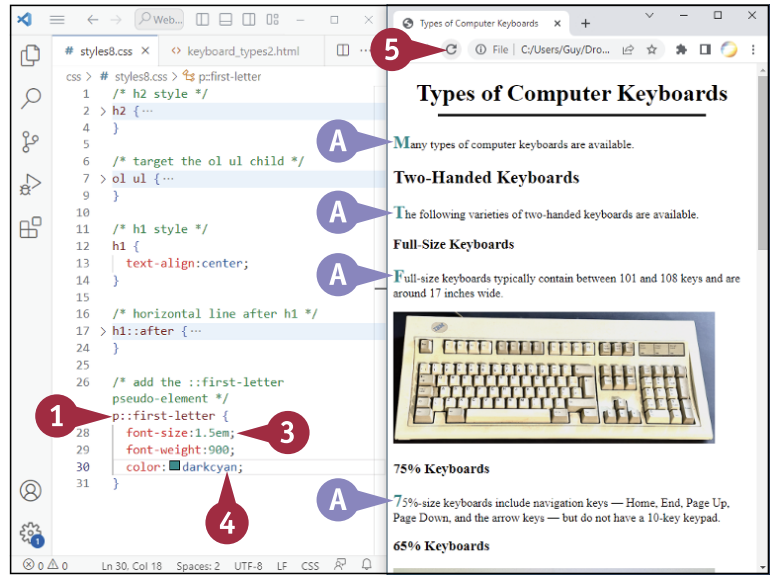 Web...
styles8.css
keyboard_types2.html
css > # styles8.css > p::first-letter
1 /* h2 style */
2 > h2 {···
4 }
5
6 /* target the ol ul child */
7 > ol ul {···
9 }
10
11 /* h1 style */
12 h1 {
13 text-align:center;
14 }
15
16 /* horizontal line after h1 */
17 > h1::after {···
24 }
25
26 /* add the ::first-letter
pseudo-element */
1 p::first-letter {
28 font-size:1.5em; 3
29 font-weight:900;
30 color: darkcyan;
4
31 }
1
0 0 Ln 30, Col 18 Spaces: 2 UTF-8 LF CSS
Types of Computer Keyboards
5 File C:/Users/Guy/Dro...
Types of Computer Keyboards
A Many types of computer keyboards are available.
Two-Handed Keyboards
A The following varieties of two-handed keyboards are available.
Full-Size Keyboards
A Full-size keyboards typically contain between 101 and 108 keys and are
around 17 inches wide.
75% Keyboards
A 75%-size keyboards include navigation keys — Home, End, Page Up,
Page Down, and the arrow keys — but do not have a 10-key keypad.
65% Keyboards